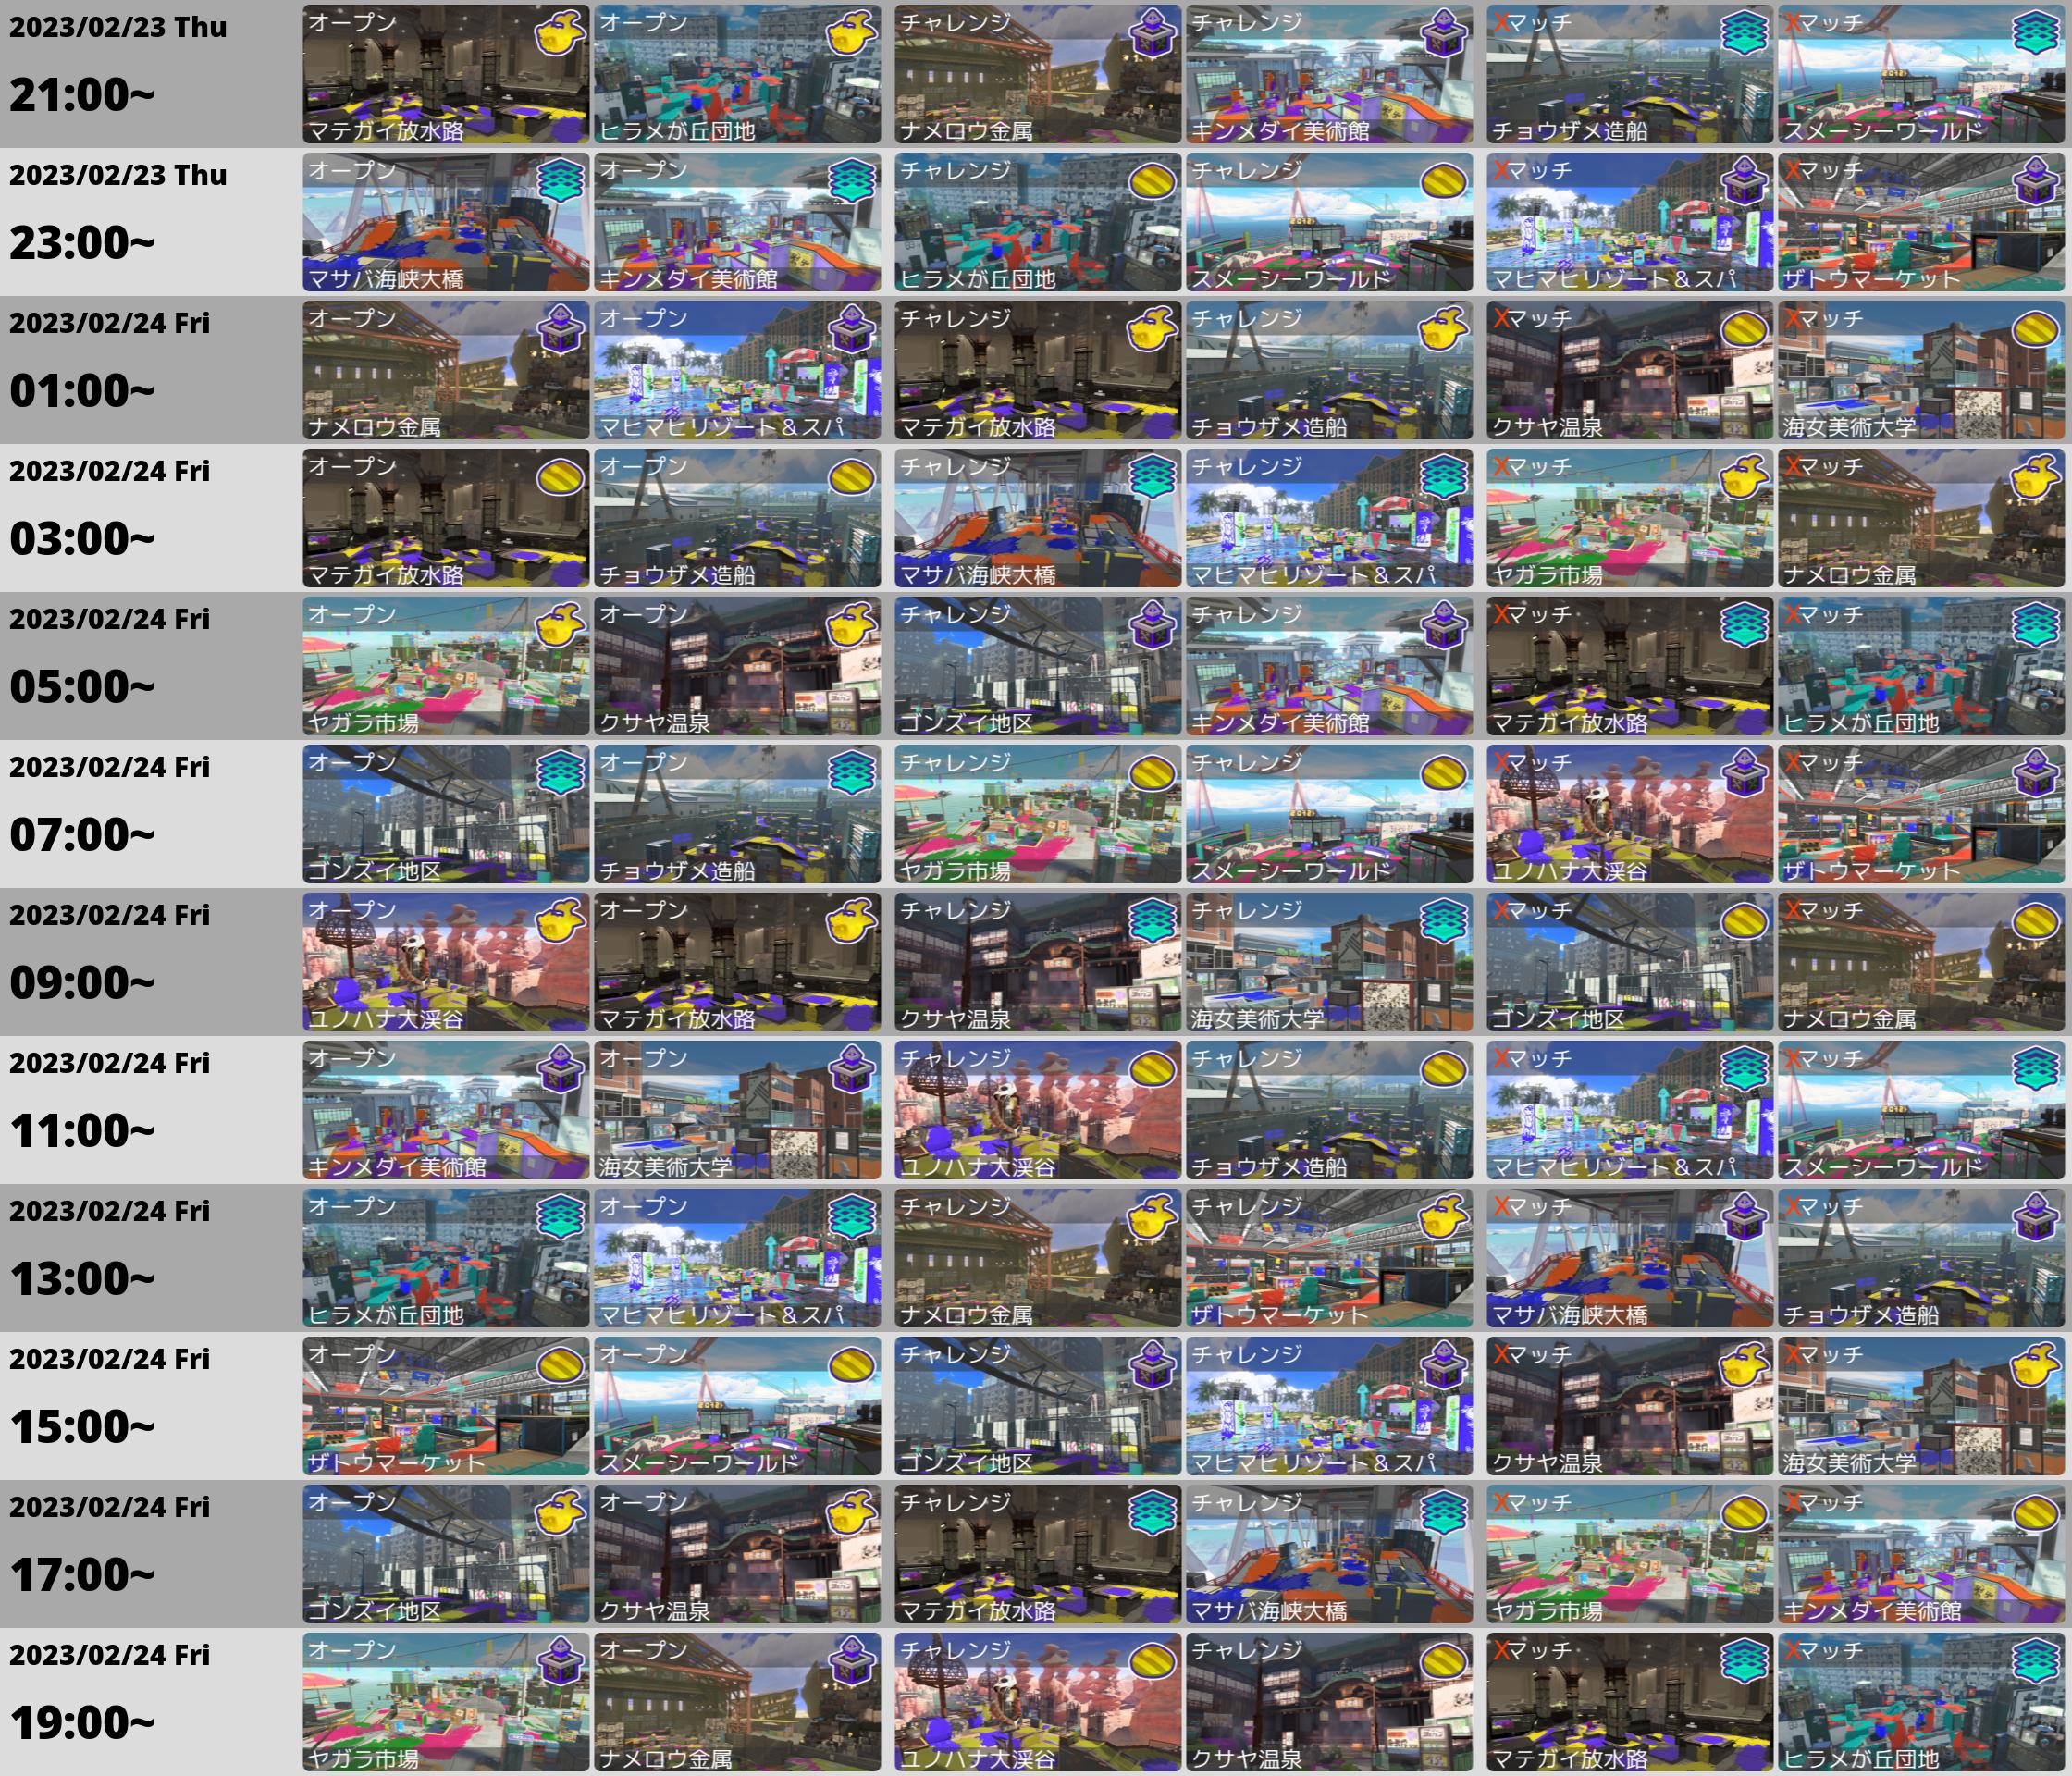 2023/02/23 Thu
21:00~
オープン オープン チャレンジ チャレンジ Xマッチ Xマッチ
マテガイ放水路 ヒラメが丘団地 ナメロウ金属 キンメダイ美術館 チョウザメ造船 スメーシーワールド
2023/02/23 Thu
23:00~
オープン オープン チャレンジ チャレンジ Xマッチ Xマッチ
マサバ海峡大橋 キンメダイ美術館 ヒラメが丘団地 スメーシーワールド マヒマヒリゾート＆スパ ザトウマーケット
2023/02/24 Fri
01:00~
オープン オープン チャレンジ チャレンジ Xマッチ Xマッチ
ナメロウ金属 マヒマヒリゾート＆スパ マテガイ放水路 チョウザメ造船 クサヤ温泉 海女美術大学
2023/02/24 Fri
03:00~
オープン オープン チャレンジ チャレンジ Xマッチ Xマッチ
マテガイ放水路 チョウザメ造船 マサバ海峡大橋 マヒマヒリゾート＆スパ ヤガラ市場 ナメロウ金属
2023/02/24 Fri
05:00~
オープン オープン チャレンジ チャレンジ Xマッチ Xマッチ
ヤガラ市場 クサヤ温泉 ゴンズイ地区 キンメダイ美術館 マテガイ放水路 ヒラメが丘団地
2023/02/24 Fri
07:00~
オープン オープン チャレンジ チャレンジ Xマッチ Xマッチ
ゴンズイ地区 チョウザメ造船 ヤガラ市場 スメーシーワールド ユノハナ大渓谷 ザトウマーケット
2023/02/24 Fri
09:00~
オープン オープン チャレンジ チャレンジ Xマッチ Xマッチ
ユノハナ大渓谷 マテガイ放水路 クサヤ温泉 海女美術大学 ゴンズイ地区 ナメロウ金属
2023/02/24 Fri
11:00~
オープン オープン チャレンジ チャレンジ Xマッチ Xマッチ
キンメダイ美術館 海女美術大学 ユノハナ大渓谷 チョウザメ造船 マヒマヒリゾート＆スパ スメーシーワールド
2023/02/24 Fri
13:00~
オープン オープン チャレンジ チャレンジ Xマッチ Xマッチ
ヒラメが丘団地 マヒマヒリゾート＆スパ ナメロウ金属 ザトウマーケット マサバ海峡大橋 チョウザメ造船
2023/02/24 Fri
15:00~
オープン オープン チャレンジ チャレンジ Xマッチ Xマッチ
ザトウマーケット スメーシーワールド ゴンズイ地区 マヒマヒリゾート＆スパ クサヤ温泉 海女美術大学
2023/02/24 Fri
17:00~
オープン オープン チャレンジ チャレンジ Xマッチ Xマッチ
ゴンズイ地区 クサヤ温泉 マテガイ放水路 マサバ海峡大橋 ヤガラ市場 キンメダイ美術館
2023/02/24 Fri
19:00~
オープン オープン チャレンジ チャレンジ Xマッチ Xマッチ
ヤガラ市場 ナメロウ金属 ユノハナ大渓谷 クサヤ温泉 マテガイ放水路 ヒラメが丘団地